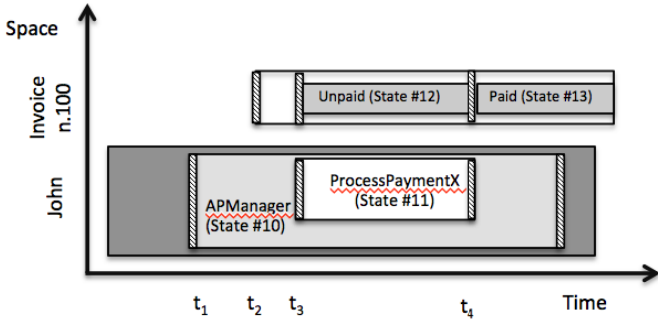 Space
Invoice
n.100
Unpaid (State #12)
Paid (State #13)
John
ProcessPaymentX
(State #11)
APManager
(State #10)
t1
t2
t3
t4
Time